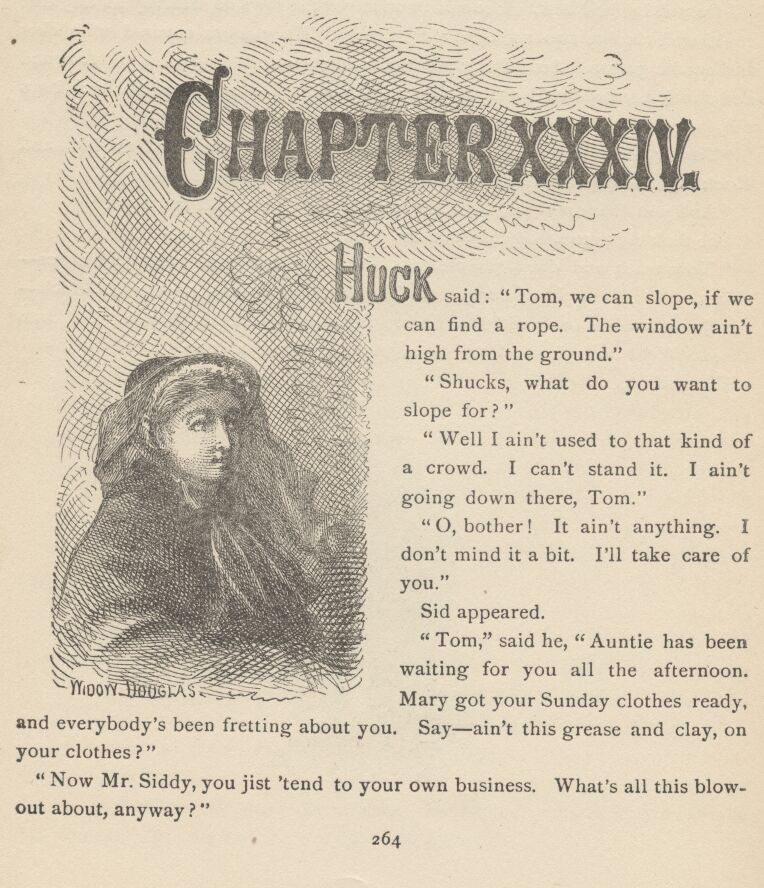 CHAPTER XXXIV.
HUCK said: “Tom, we can slope, if we
can find a rope. The window ain't
high from the ground.”
“Shucks, what do you want to
slope for?”
“Well I ain't used to that kind of
a crowd. I can't stand it. I ain't
going down there, Tom.”
“O, bother! It ain't anything. I
don't mind it a bit. I'll take care of
you.”
Sid appeared.
“Tom,” said he, “Auntie has been
waiting for you all the afternoon.
Mary got your Sunday clothes ready,
WIDOW DOUGLAS.
and everybody's been fretting about you. Say—ain't this grease and clay, on
your clothes?”
“Now Mr. Siddy, you jist 'tend to your own business. What's all this blow-
out about, anyway?”
264